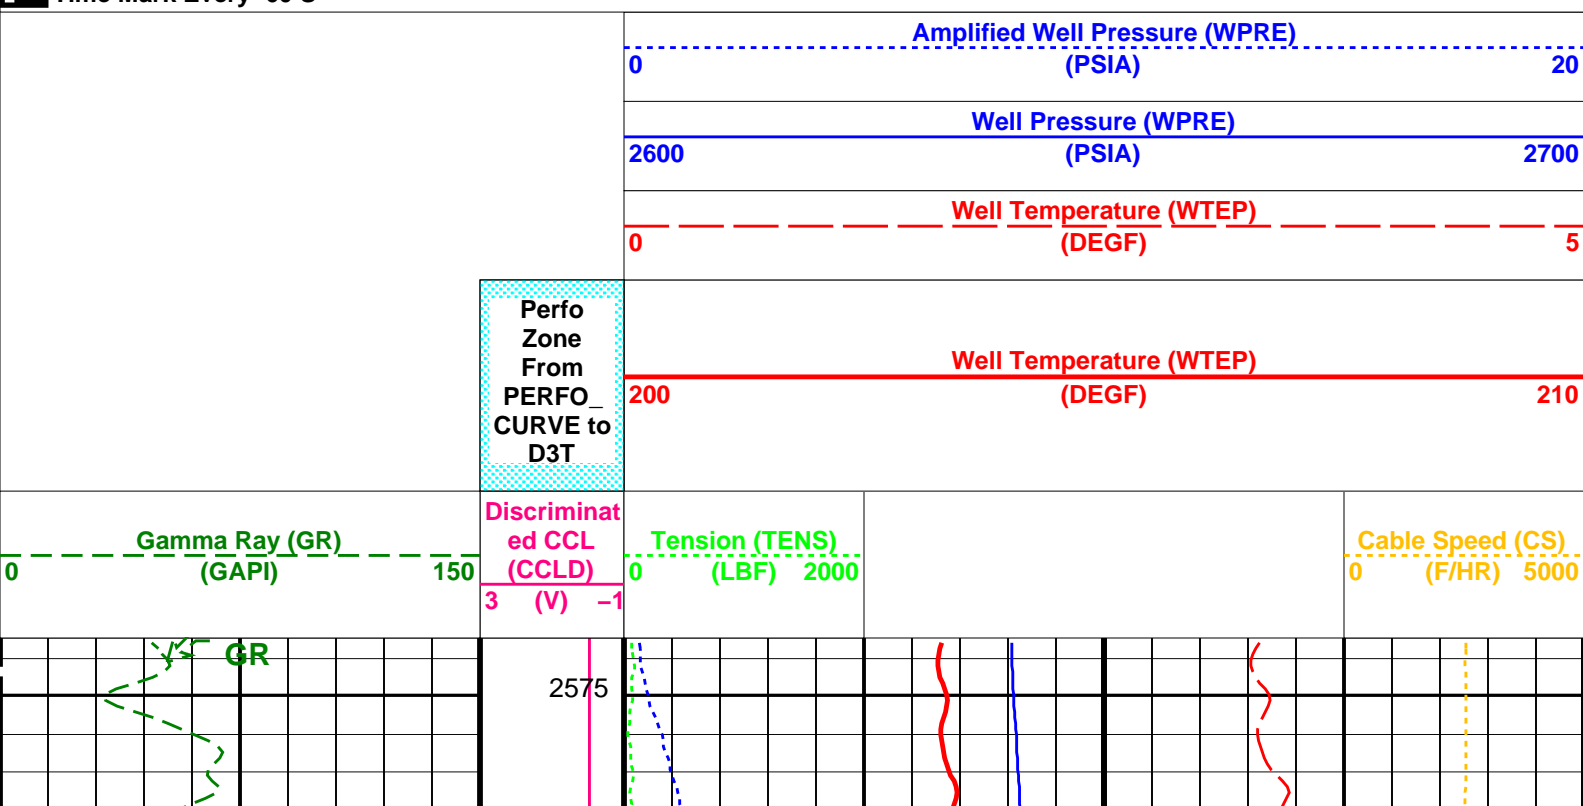 Amplified Well Pressure (WPRE)
0 (PSIA) 20
Well Pressure (WPRE)
2600 (PSIA) 2700
Well Temperature (WTEP)
0 (DEGF) 5
Perfo
Zone
From
PERFO_
CURVE to
D3T
Well Temperature (WTEP)
200 (DEGF) 210
Gamma Ray (GR)
0 (GAPI) 150
Discriminat
ed CCL
(CCLD)
3 (V) –1
Tension (TENS)
0 (LBF) 2000
Cable Speed (CS)
0 (F/HR) 5000
GR
2575